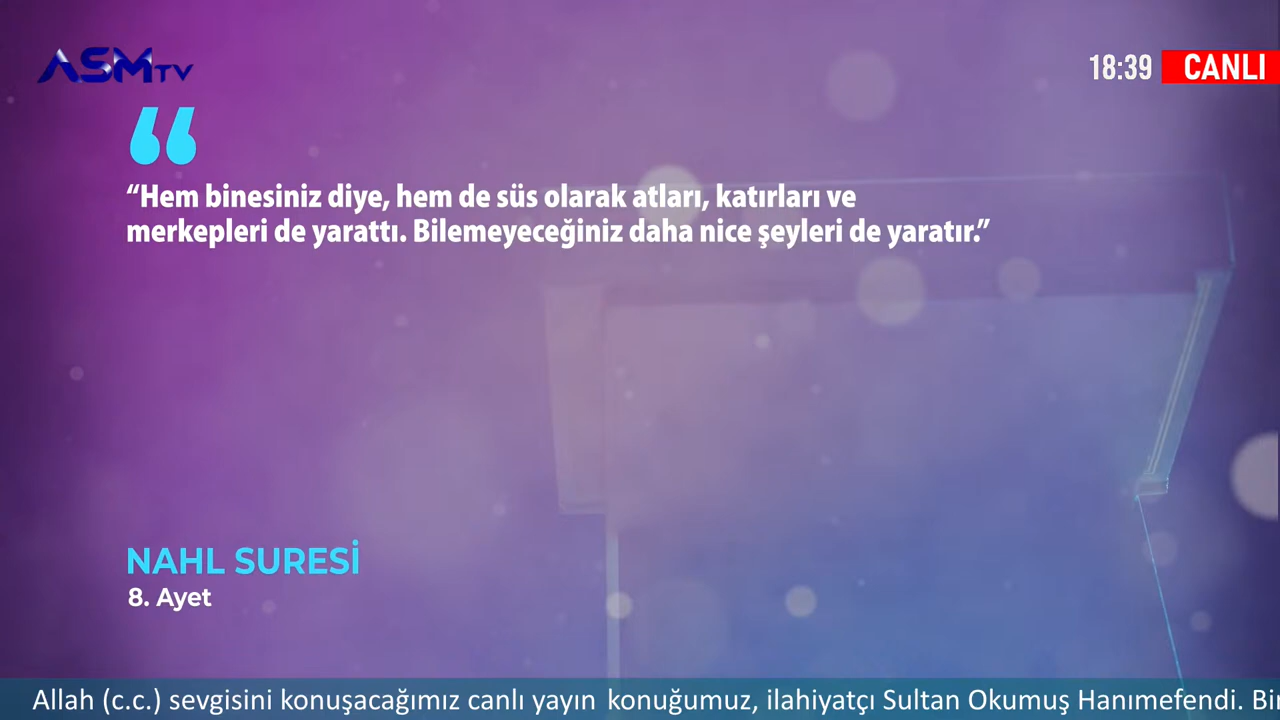 ASMTV
18:39 CANLI
“Hem binesiniz diye, hem de süs olarak atları, katırları ve
merkepleri de yarattı. Bilemeyeceğiniz daha nice şeyleri de yaratır.”
NAHL SURESİ
8. Ayet
Allah (c.c.) sevgisini konuşacağımız canlı yayın konuğumuz, ilahiyatçı Sultan Okumuş Hanımefendi. Bi